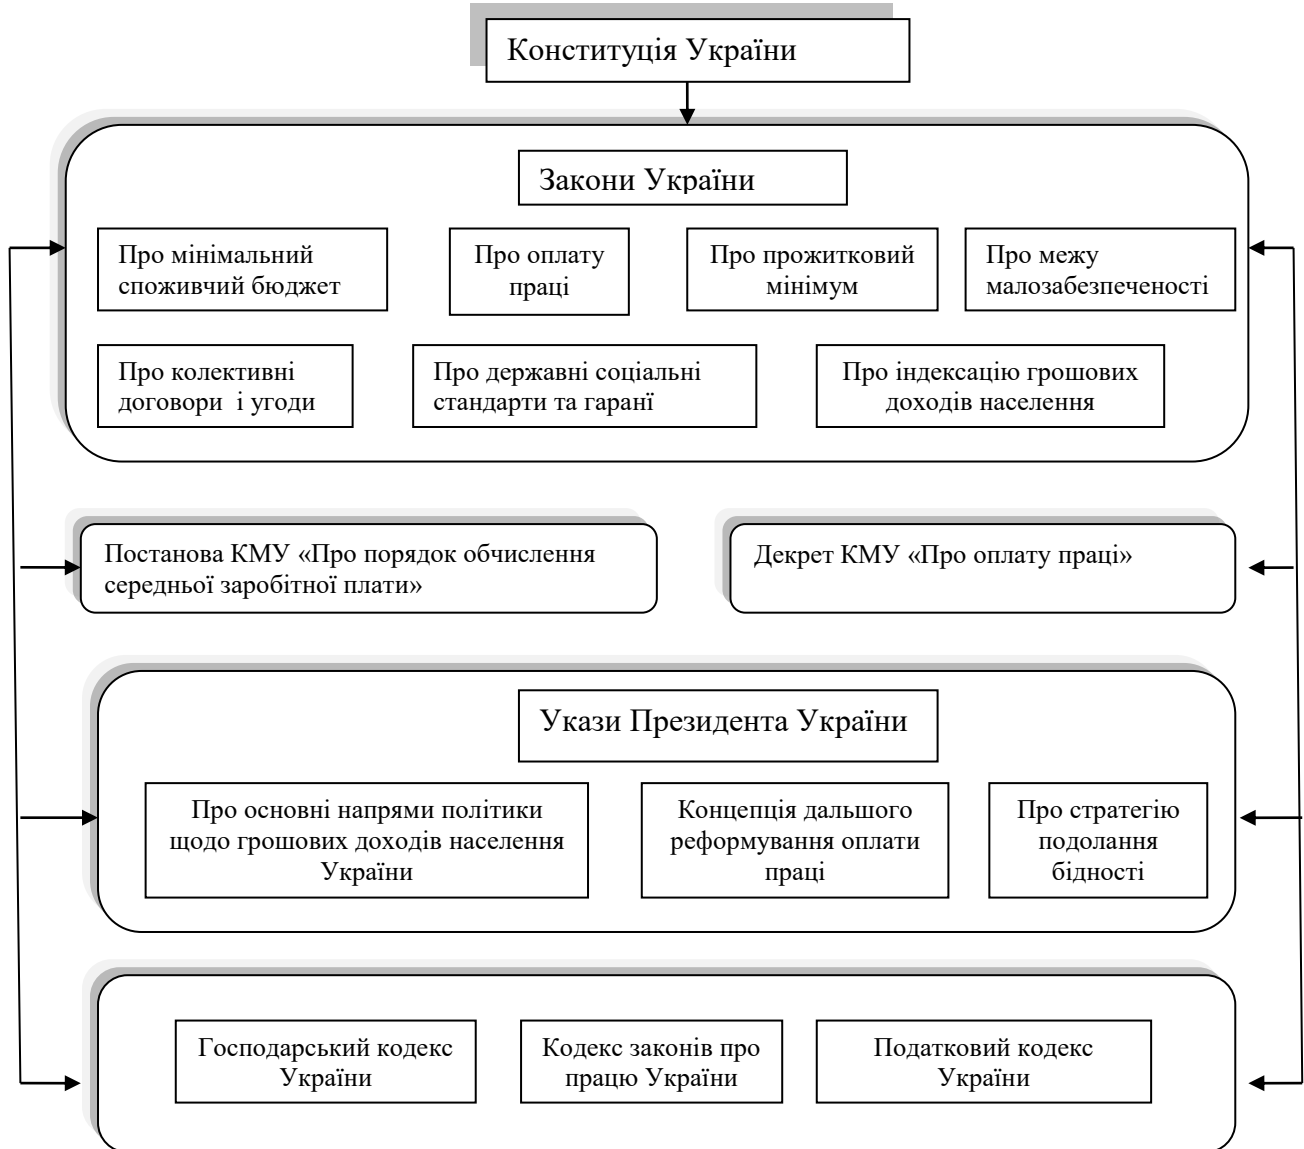 Конституція України
Закони України
Про мінімальний
споживчий бюджет
Про оплату
праці
Про прожитковий
мінімум
Про межу
малозабезпеченості
Про колективні
договори  і угоди
Про державні соціальні
стандарти та гаранї
Про індексацію грошових
доходів населення
Постанова КМУ «Про порядок обчислення
середньої заробітної плати»
Декрет КМУ «Про оплату праці»
Укази Президента України
Про основні напрями політики
щодо грошових доходів населення
України
Концепція дальшого
реформування оплати
праці
Про стратегію
подолання
бідності
Господарський кодекс
України
Кодекс законів про
працю України
Податковий кодекс
України